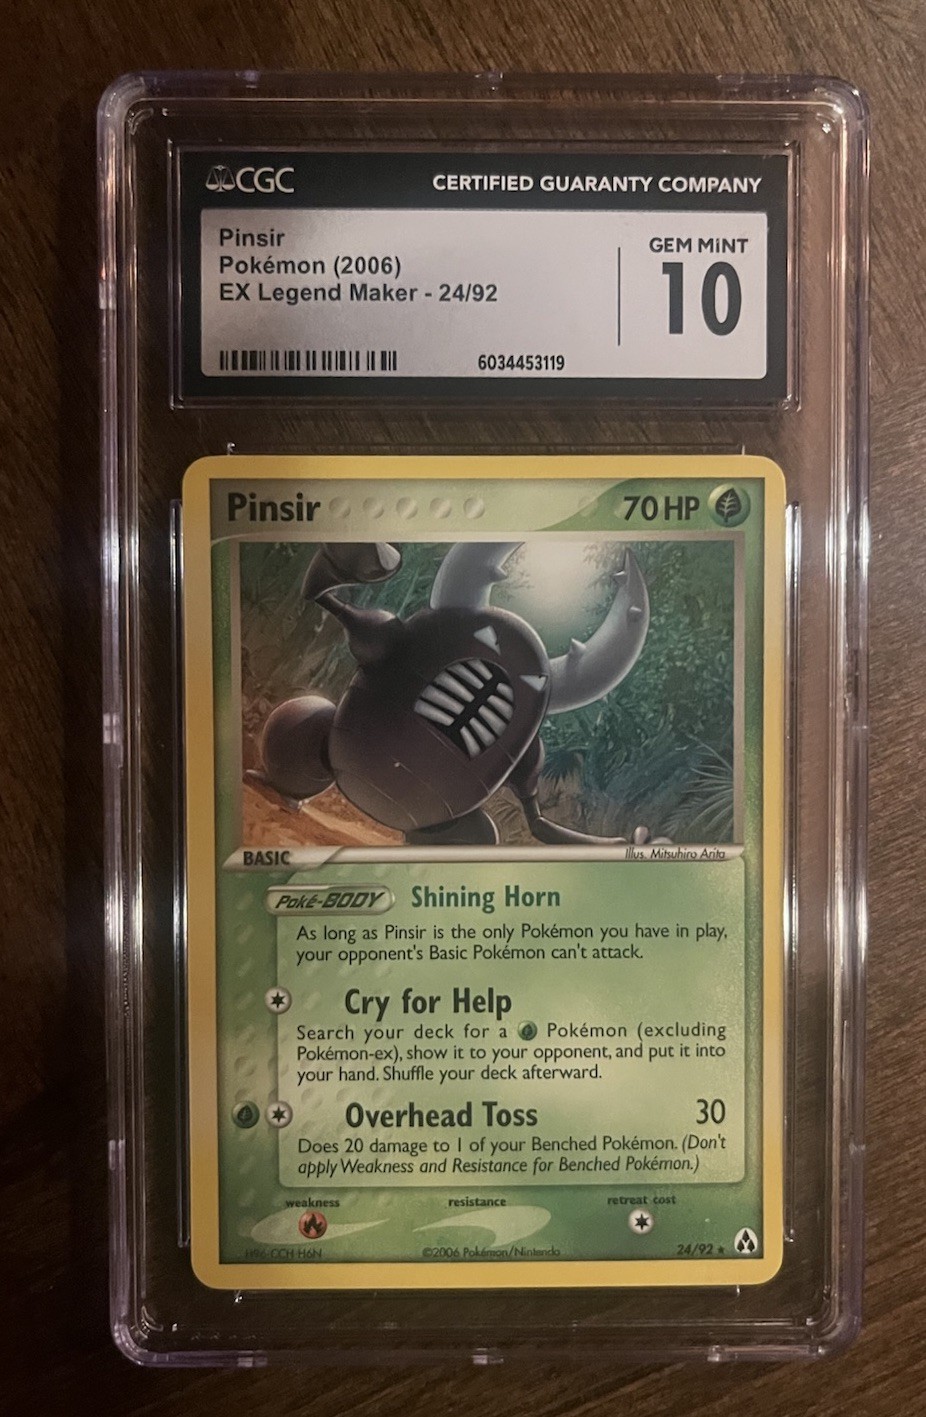 CGC CERTIFIED GUARANTY COMPANY
Pinsir
Pokémon (2006)
EX Legend Maker - 24/92
GEM MiNT
10
6034453119
Pinsir 70 HP
BASIC Illus. Mitsuhiro Arita
Poké-BODY Shining Horn
As long as Pinsir is the only Pokémon you have in play,
your opponent's Basic Pokémon can't attack.
Cry for Help
Search your deck for a Pokémon (excluding
Pokémon-ex), show it to your opponent, and put it into
your hand. Shuffle your deck afterward.
Overhead Toss 30
Does 20 damage to 1 of your Benched Pokémon. (Don't
apply Weakness and Resistance for Benched Pokémon.)
weakness resistance retreat cost
©2006 Pokémon/Nintendo 24/92 ★